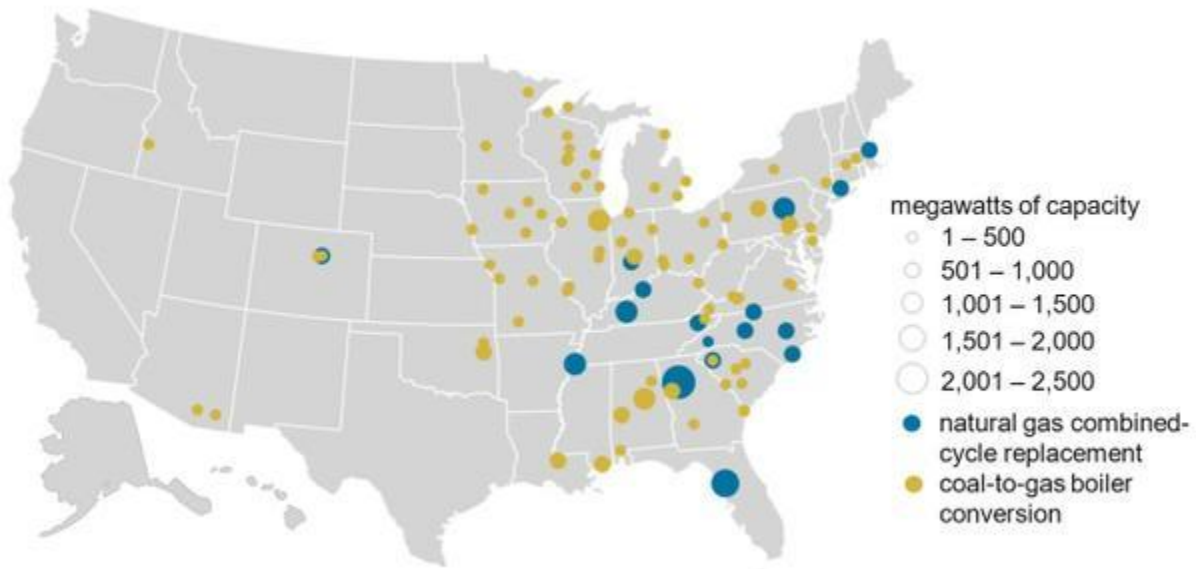 megawatts of capacity
1 – 500
501 – 1,000
1,001 – 1,500
1,501 – 2,000
2,001 – 2,500
natural gas combined-
cycle replacement
coal-to-gas boiler
conversion